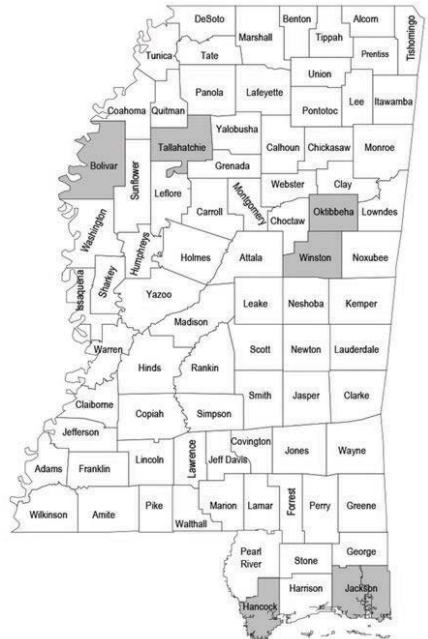 DeSoto
Benton
Alcorn
Tishomingo
Marshall
Tippah
Tunica
Tate
Prentiss
Union
Panola
Lafeyette
Lee
Itawamba
Coahoma
Quitman
Pontotoc
Yalobusha
Tallahatchie
Calhoun
Chickasaw
Monroe
Bolivar
Grenada
Sunflower
Leflore
Webster
Clay
Montgomery
Carroll
Oktibbeha
Lowndes
Choctaw
Washington
Humphreys
Holmes
Attala
Winston
Noxubee
Issaquena
Sharkey
Yazoo
Leake
Neshoba
Kemper
Madison
Warren
Scott
Newton
Lauderdale
Hinds
Rankin
Smith
Jasper
Clarke
Claiborne
Copiah
Simpson
Jefferson
Covington
Lawrence
Jeff Davis
Jones
Wayne
Lincoln
Adams
Franklin
Wilkinson
Amite
Pike
Walthall
Marion
Lamar
Forrest
Perry
Greene
Pearl
River
Stone
George
Hancock
Harrison
Jackson